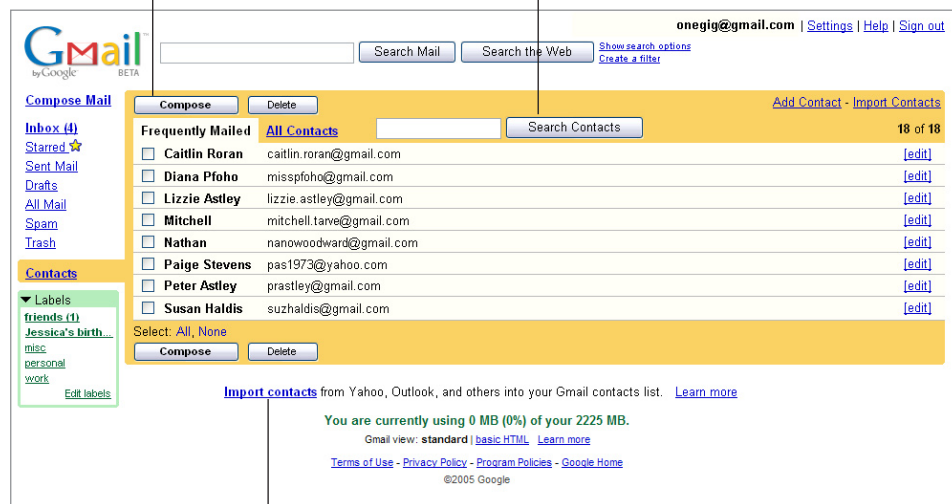 onegig@gmail.com | Settings | Help | Sign out
Gmail
by Google BETA
Search Mail Search the Web Show search options
Create a filter
Compose Mail
Inbox (4)
Starred
Sent Mail
Drafts
All Mail
Spam
Trash
Contacts
Labels
friends (1)
Jessica's birth...
misc
personal
work
Edit labels
Compose Delete Add Contact - Import Contacts
Frequently Mailed All Contacts Search Contacts 18 of 18
Caitlin Roran caitlin.roran@gmail.com [edit]
Diana Pfoho misspfoho@gmail.com [edit]
Lizzie Astley lizzie.astley@gmail.com [edit]
Mitchell mitchell.tarve@gmail.com [edit]
Nathan nanowoodward@gmail.com [edit]
Paige Stevens pas1973@yahoo.com [edit]
Peter Astley prastley@gmail.com [edit]
Susan Haldis suzhaldis@gmail.com [edit]
Select: All, None
Compose Delete
Import contacts from Yahoo, Outlook, and others into your Gmail contacts list. Learn more
You are currently using 0 MB (0%) of your 2225 MB.
Gmail view: standard | basic HTML Learn more
Terms of Use - Privacy Policy - Program Policies - Google Home
©2005 Google